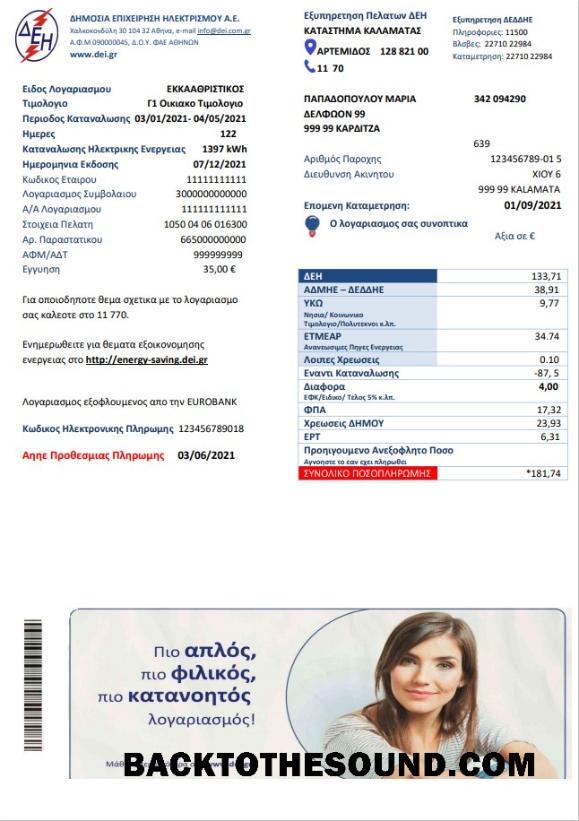 ΔΕΗ
ΔΗΜΟΣΙΑ ΕΠΙΧΕΙΡΗΣΗ ΗΛΕΚΤΡΙΣΜΟΥ Α.Ε.
Χαλκοκονδύλη 30 104 32 Αθηνα, e-mail info@dei.com.gr
Α.Φ.Μ 090000045, Δ.Ο.Υ. ΦΑΕ ΑΘΗΝΩΝ
www.dei.gr
Εξυπηρετηση Πελατων ΔΕΗ
ΚΑΤΑΣΤΗΜΑ ΚΑΛΑΜΑΤΑΣ
ΑΡΤΕΜΙΔΟΣ 128 821 00
11 70
Εξυπηρετηση ΔΕΔΔΗΕ
Πληροφοριες: 11500
Βλαβες: 22710 22984
Καταμετρηση: 22710 22984
Ειδος Λογαριασμου ΕΚΚΑΑΘΡΙΣΤΙΚΟΣ
Τιμολογιο Γ1 Οικιακο Τιμολογιο
Περιοδος Καταναλωσης 03/01/2021- 04/05/2021
Ημερες 122
Καταναλωσης Ηλεκτρικης Ενεργειας 1397 kWh
Ημερομηνια Εκδοσης 07/12/2021
Κωδικος Εταιρου 11111111111
Λογαριασμος Συμβολαιου 3000000000000
Α/Α Λογαριασμου 111111111111
Στοιχεια Πελατη 1050 04 06 016300
Αρ. Παραστατικου 665000000000
ΑΦΜ/ΑΔΤ 999999999
Εγγυηση 35,00 €
ΠΑΠΑΔΟΠΟΥΛΟΥ ΜΑΡΙΑ 342 094290
ΔΕΛΦΩΟΝ 99
999 99 ΚΑΡΔΙΤΖΑ
639
Αριθμός Παροχης 123456789-01 5
Διευθυνση Ακινητου ΧΙΟΥ 6
999 99 KALAMATA
Επομενη Καταμετρηση: 01/09/2021
Ο λογαριασμος σας συνοπτικα
Αξια σε €
Για οποιοδηποτε θεμα σχετικα με το λογαριασμο
σας καλεοτε στο 11 770.
Ενημερωθειτε για θεματα εξοικονομησης
ενεργειας στο http://energy-saving.dei.gr
Λογαριασμος εξοφλουμενος απο την EUROBANK
Κωδικος Ηλεκτρονικης Πληρωμης 123456789018
Αηηε Προθεσμιας Πληρωμης 03/06/2021
ΔΕΗ 133,71
ΑΔΜΗΕ – ΔΕΔΔΗΕ 38,91
ΥΚΩ 9,77
Νησια/ Κοινωνικο
Τιμολογιο/Πολυτεκνοι κ.λπ.
ΕΤΜΕΑΡ 34.74
Ανανεωσιμες Πηγες Ενεργειας
Λοιπες Χρεωσεις 0.10
Εναντι Καταναλωσης -87, 5
Διαφορα 4,00
ΕΦΚ/Ειδικο/ Τέλος 5% κ.λπ.
ΦΠΑ 17,32
Χρεωσεις ΔΗΜΟΥ 23,93
ΕΡΤ 6,31
Προηιγουμενο Ανεξοφλητο Ποσο
Αγνοηστε το εαν εχει πληρωθει
ΣΥΝΟΛΙΚΟ ΠΟΣΟΠΛΗΡΩΜΗΣ *181,74
Πιο απλός,
πιο φιλικός,
πιο κατανοητός
λογαριασμός!
BACKTOTHESOUND.COM